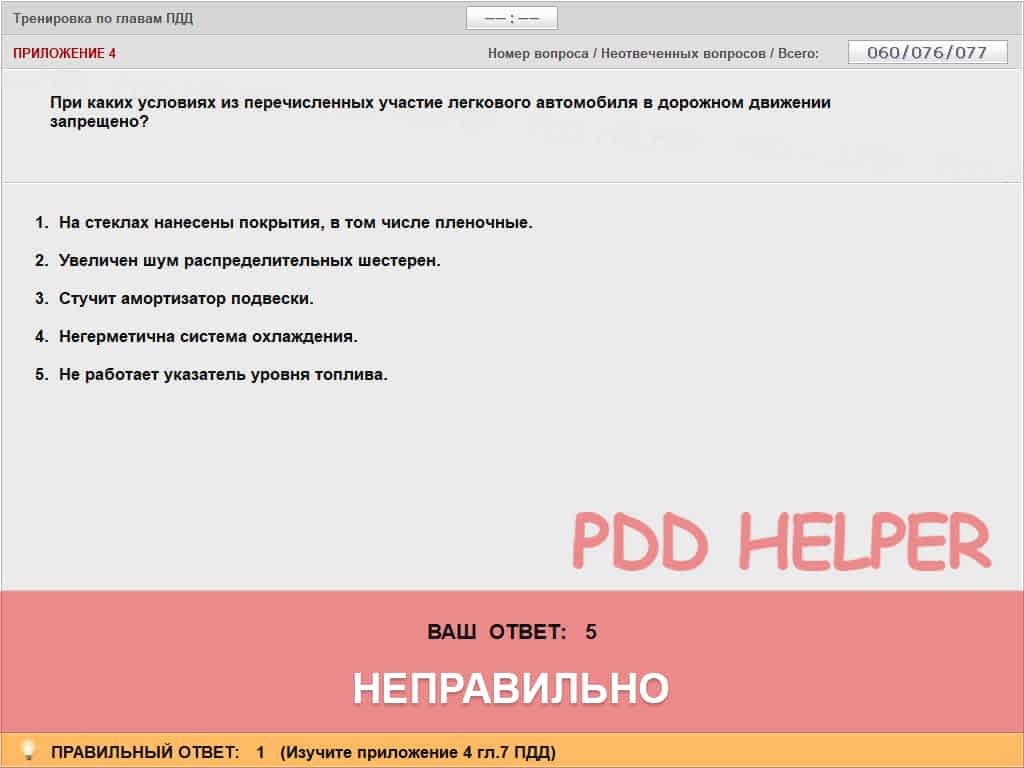 Тренировка по главам ПДД
−− : −−
ПРИЛОЖЕНИЕ 4
Номер вопроса / Неотвеченных вопросов / Всего: 060/076/077
При каких условиях из перечисленных участие легкового автомобиля в дорожном движении
запрещено?
1. На стеклах нанесены покрытия, в том числе пленочные.
2. Увеличен шум распределительных шестерен.
3. Стучит амортизатор подвески.
4. Негерметична система охлаждения.
5. Не работает указатель уровня топлива.
PDD HELPER
ВАШ ОТВЕТ: 5
НЕПРАВИЛЬНО
ПРАВИЛЬНЫЙ ОТВЕТ: 1 (Изучите приложение 4 гл.7 ПДД)